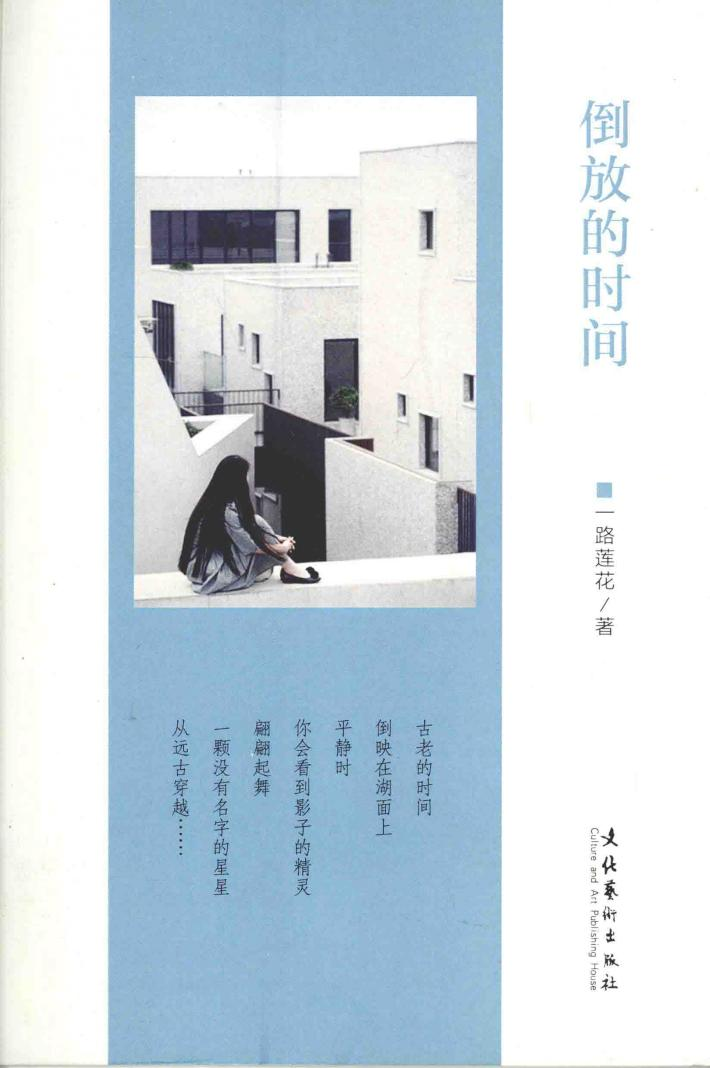 倒放的时间
一路莲花/著
文化藝術出版社
Culture and Art Publishing House
古老的时间
倒映在湖面上
平静时
你会看到影子的精灵
翩翩起舞
一颗没有名字的星星
从远古穿越……